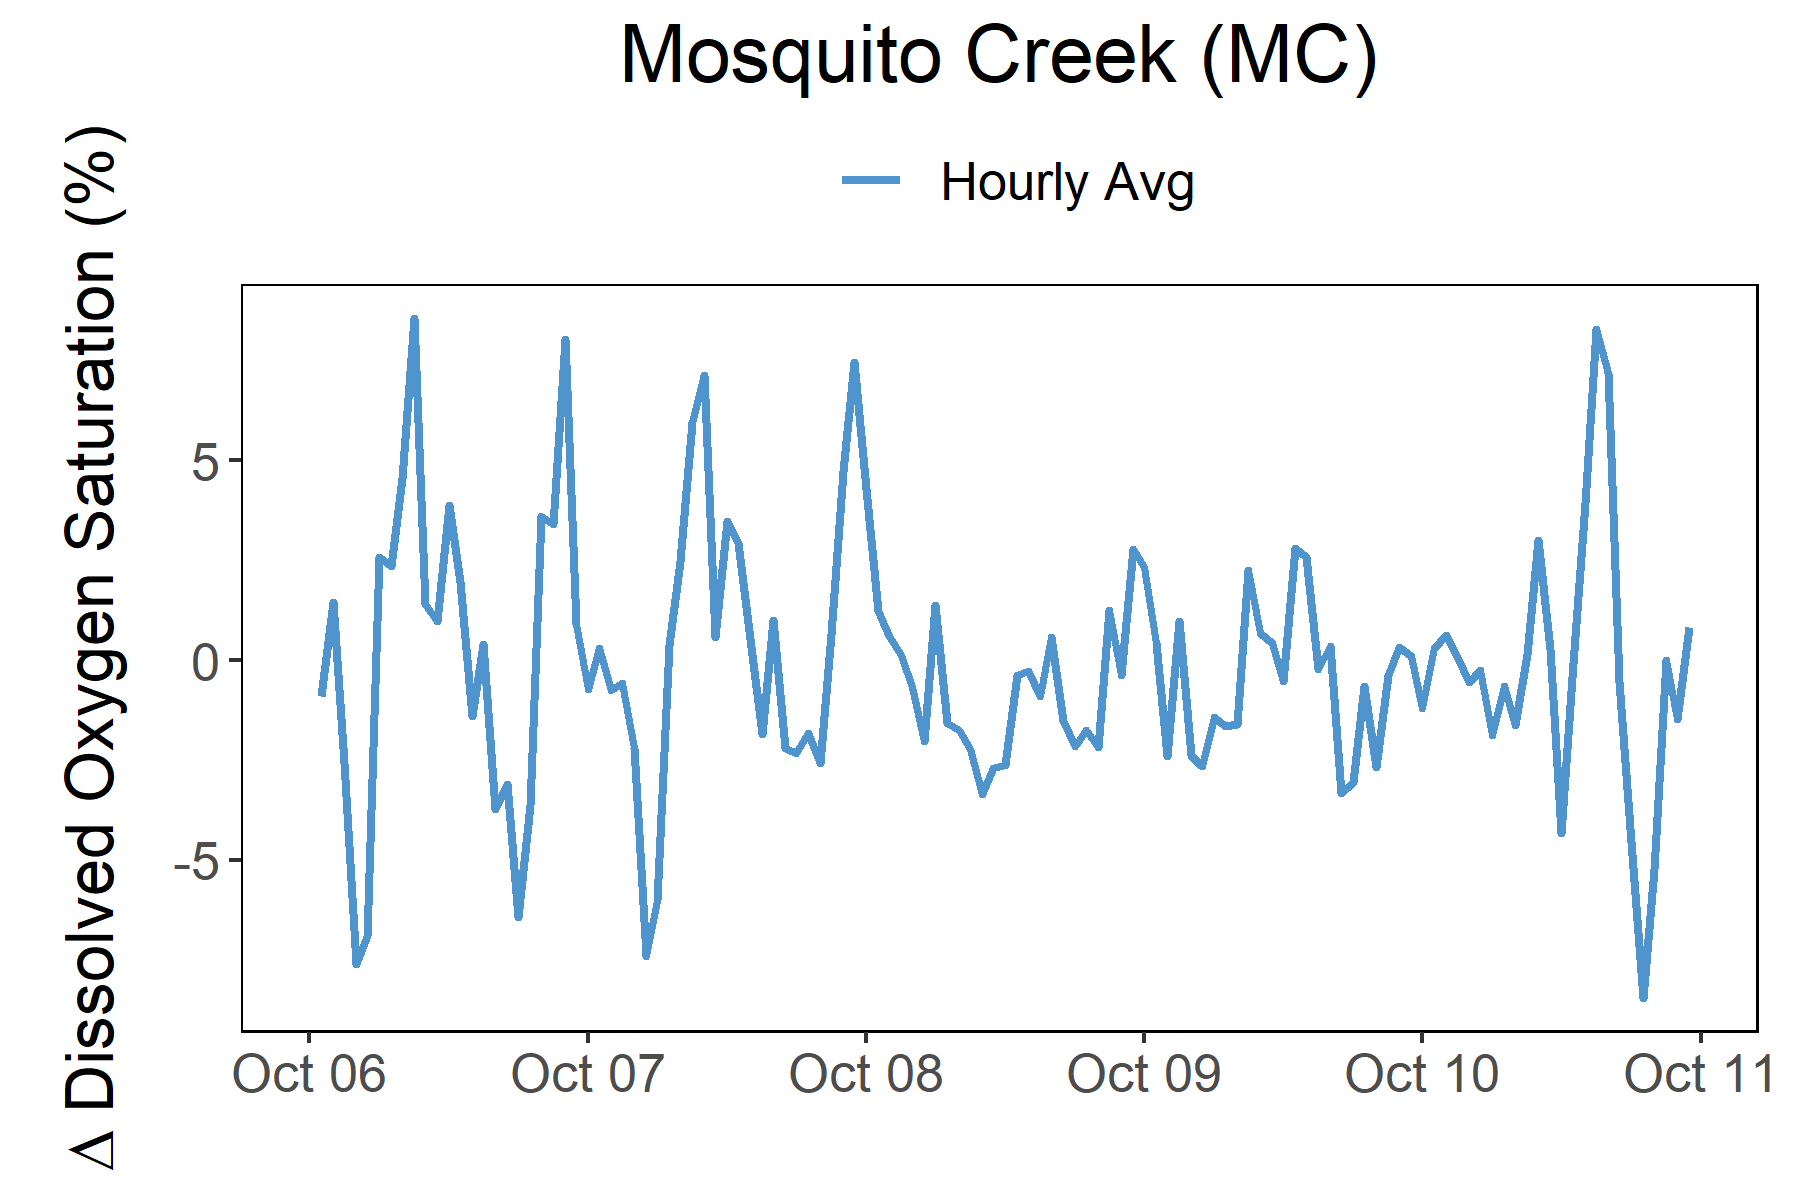 Mosquito Creek (MC)
Hourly Avg
Δ Dissolved Oxygen Saturation (%)
5
0
-5
Oct 06 Oct 07 Oct 08 Oct 09 Oct 10 Oct 11